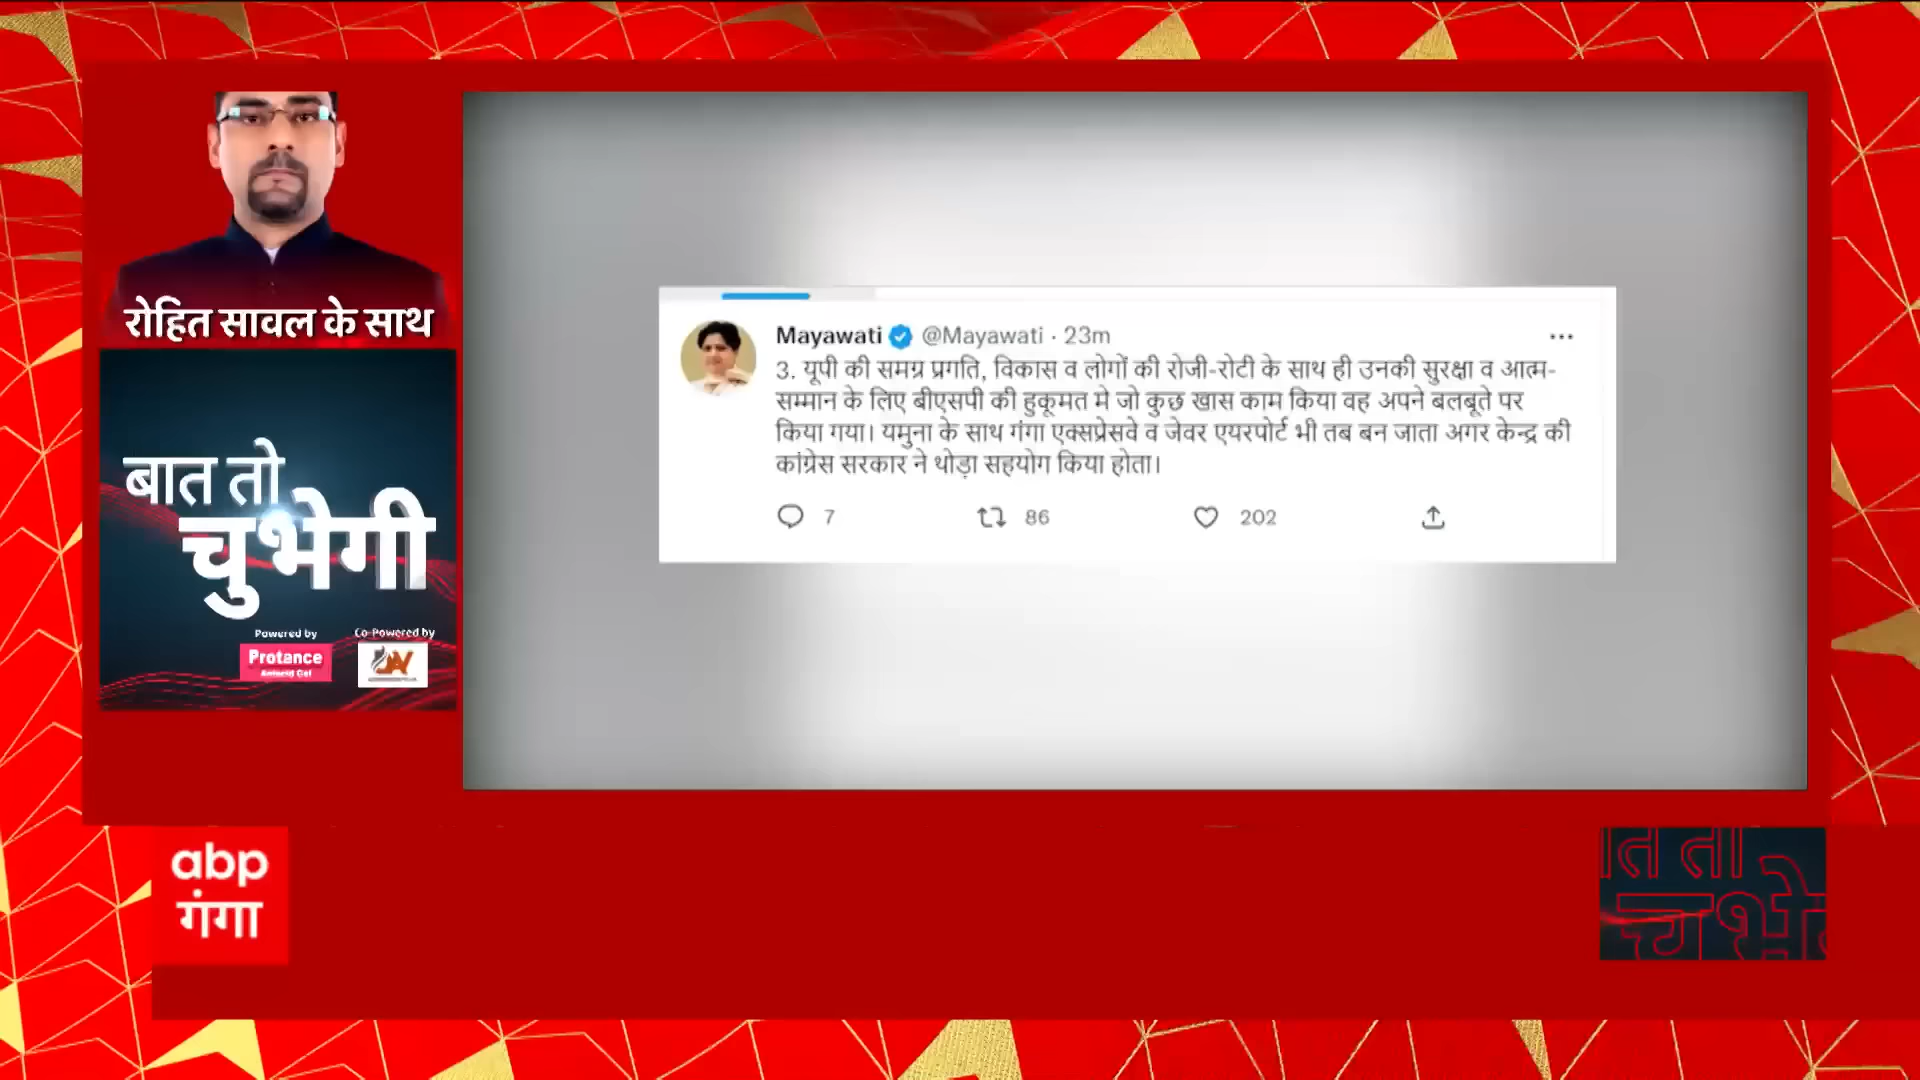 रोहित सावल के साथ
बात तो
चुभेगी
Powered by
Co-Powered by
Protance
Antacid Gel
Mayawati @Mayawati · 23m
3. यूपी की समग्र प्रगति, विकास व लोगों की रोजी-रोटी के साथ ही उनकी सुरक्षा व आत्म-
सम्मान के लिए बीएसपी की हुकूमत मे जो कुछ खास काम किया वह अपने बलबूते पर
किया गया। यमुना के साथ गंगा एक्सप्रेसवे व जेवर एयरपोर्ट भी तब बन जाता अगर केन्द्र की
कांग्रेस सरकार ने थोड़ा सहयोग किया होता।
7 86 202
abp
गंगा
ात तो
चुभे